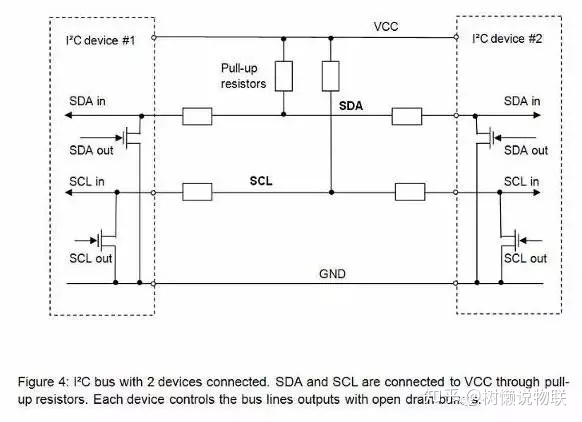 VCC
I²C device #1
I²C device #2
Pull-up
resistors
SDA in
SDA
SDA in
SDA out
SDA out
SCL in
SCL
SCL in
SCL out
SCL out
GND
Figure 4: I²C bus with 2 devices connected. SDA and SCL are connected to VCC through pull-
up resistors. Each device controls the bus lines outputs with open drain
知乎 @树懒说物联